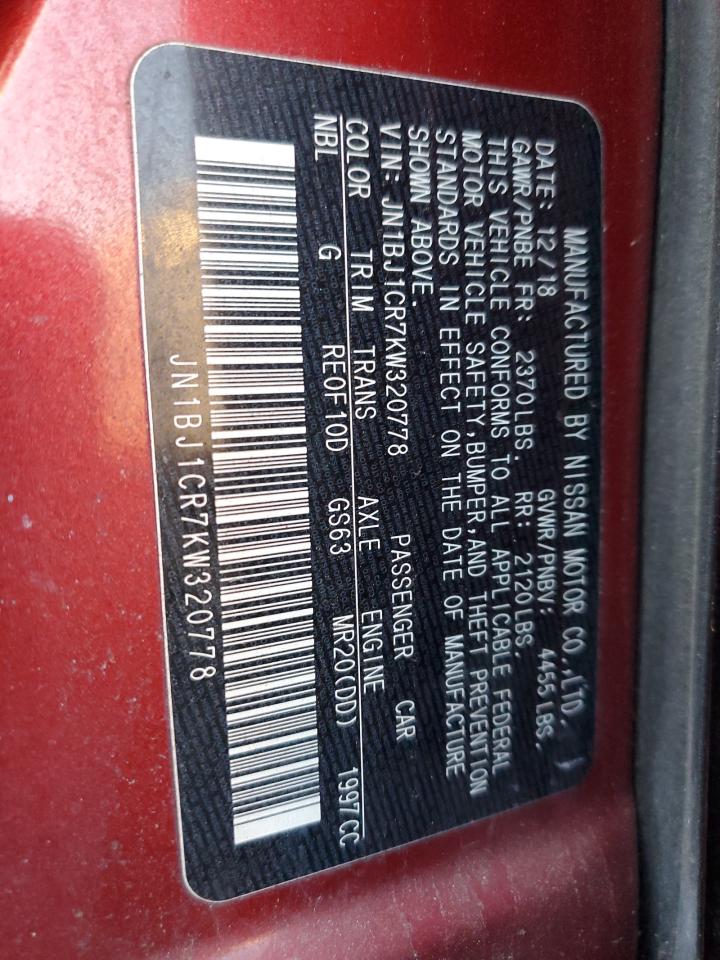 MANUFACTURED BY NISSAN MOTOR CO.,LTD.
DATE: 12/18 GVWR/PNBV: 4455 LBS.
GAWR/PNBE FR: 2370LBS. RR: 2120LBS.
THIS VEHICLE CONFORMS TO ALL APPLICABLE FEDERAL
MOTOR VEHICLE SAFETY,BUMPER,AND THEFT PREVENTION
STANDARDS IN EFFECT ON THE DATE OF MANUFACTURE
SHOWN ABOVE.
VIN: JN1BJ1CR7KW320778 PASSENGER CAR
COLOR TRIM TRANS AXLE ENGINE
NBL G RE0F10D GS63 MR20(DD) 1997CC
JN1BJ1CR7KW320778